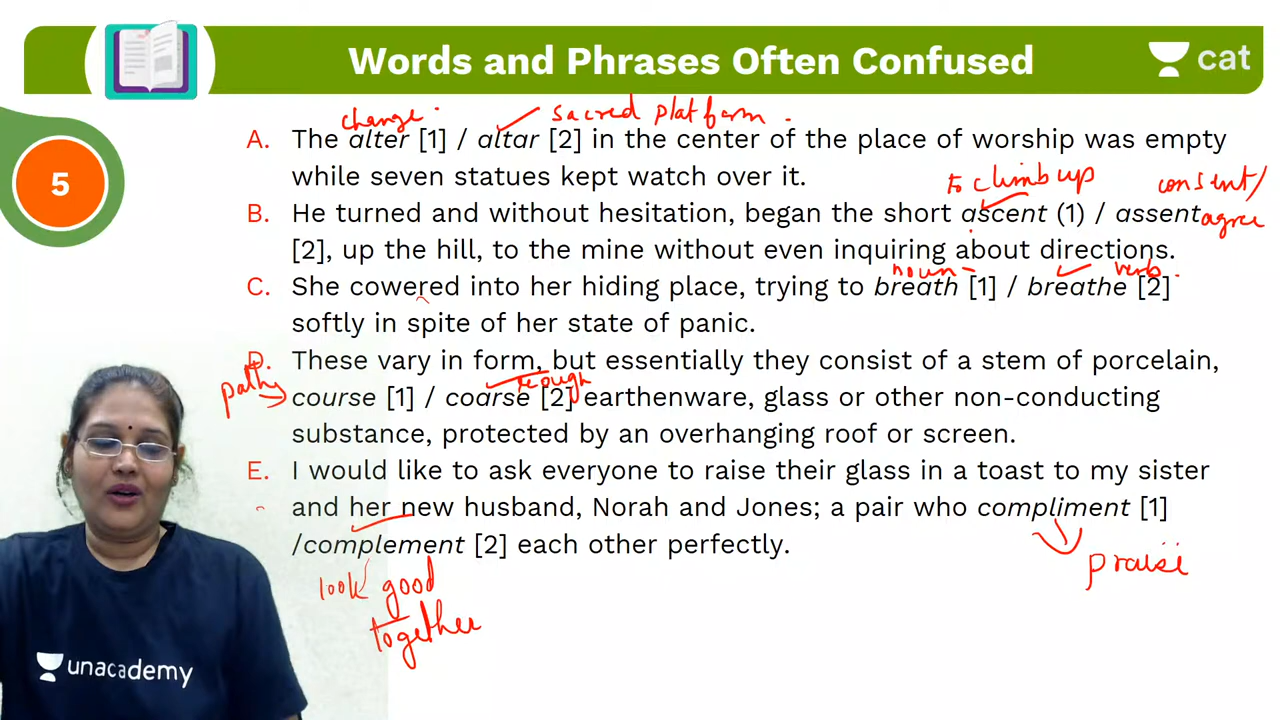 Words and Phrases Often Confused
cat
5
change.
sacred platform.
A. The alter [1] / altar [2] in the center of the place of worship was empty
while seven statues kept watch over it.
to climb up
consent/
B. He turned and without hesitation, began the short ascent (1) / assent
agree
[2], up the hill, to the mine without even inquiring about directions.
noun
verb.
C. She cowered into her hiding place, trying to breath [1] / breathe [2]
softly in spite of her state of panic.
D. These vary in form, but essentially they consist of a stem of porcelain,
path
rough
course [1] / coarse [2] earthenware, glass or other non-conducting
substance, protected by an overhanging roof or screen.
E. I would like to ask everyone to raise their glass in a toast to my sister
and her new husband, Norah and Jones; a pair who compliment [1]
/complement [2] each other perfectly.
praise
look good
together
unacademy